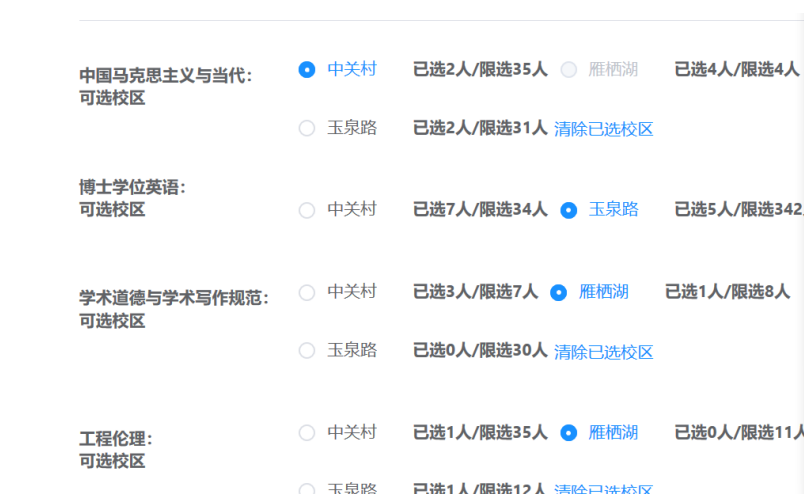 中国马克思主义与当代:
可选校区
中关村 已选2人/限选35人 雁栖湖 已选4人/限选4人
玉泉路 已选2人/限选31人 清除已选校区
博士学位英语:
可选校区
中关村 已选7人/限选34人 玉泉路 已选5人/限选342
学术道德与学术写作规范:
可选校区
中关村 已选3人/限选7人 雁栖湖 已选1人/限选8人
玉泉路 已选0人/限选30人 清除已选校区
工程伦理:
可选校区
中关村 已选1人/限选35人 雁栖湖 已选0人/限选11人
玉泉路 已选1人/限选12人 清除已选校区